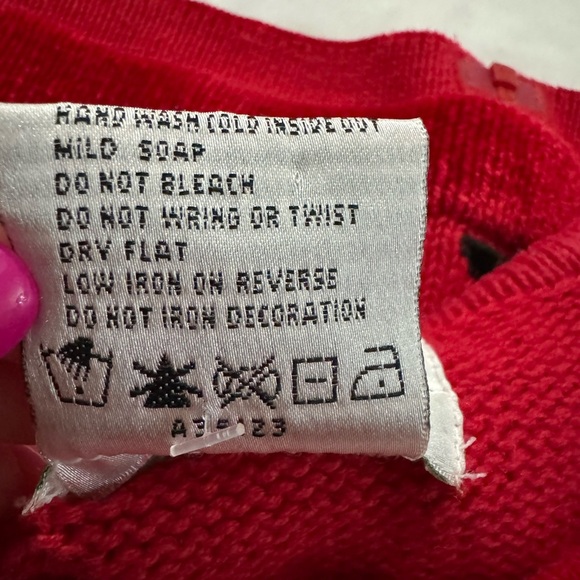 HAND WASH COLD INSIDE OUT
MILD SOAP
DO NOT BLEACH
DO NOT WRING OR TWIST
DRY FLAT
LOW IRON ON REVERSE
DO NOT IRON DECORATION